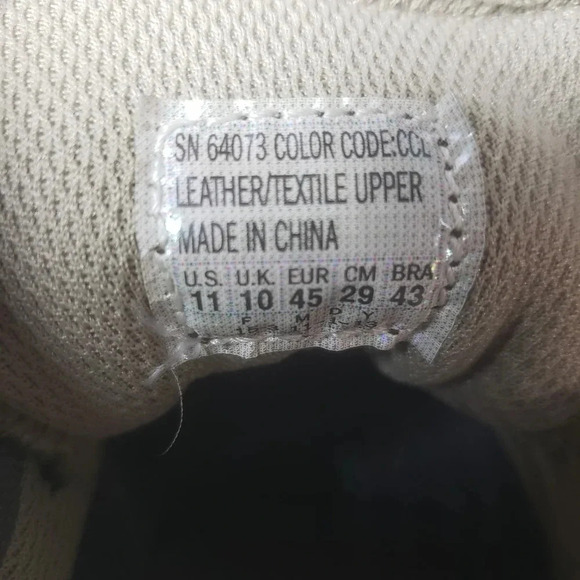 SN 64073 COLOR CODE:CCL
LEATHER/TEXTILE UPPER
MADE IN CHINA
U.S. U.K. EUR CM BRA
11 10 45 29 43
F M D Y